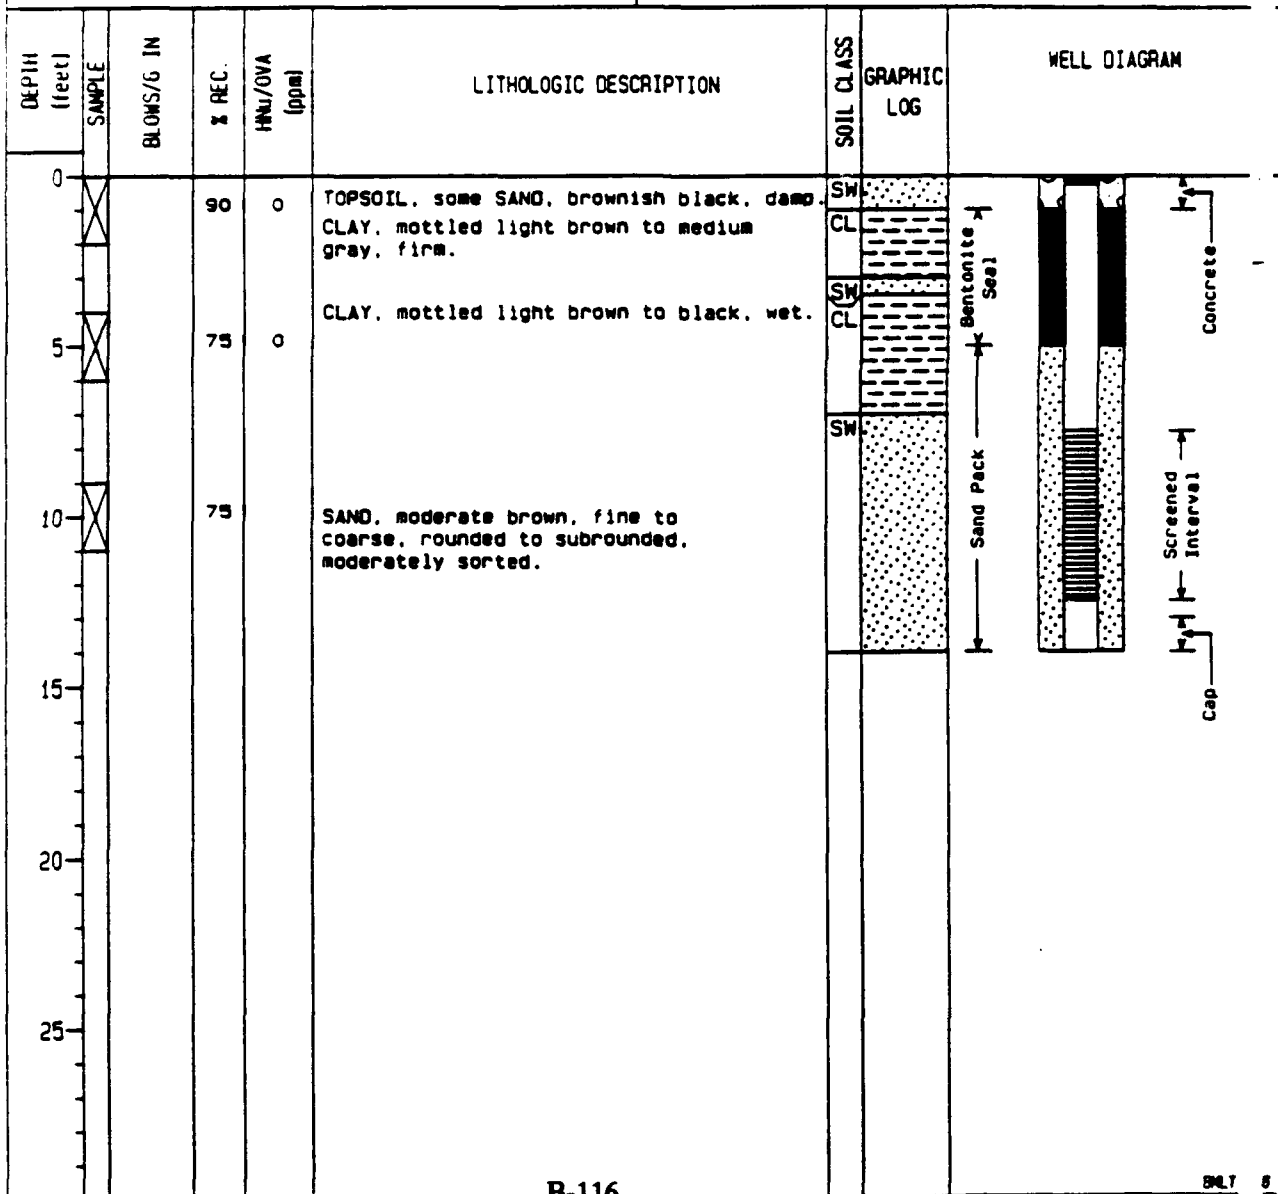 DEPTH
(feet)
SAMPLE
BLOWS/6 IN
% REC.
HNu/OVA
(ppm)
LITHOLOGIC DESCRIPTION
SOIL CLASS
GRAPHIC
LOG
WELL DIAGRAM
0
90 0 TOPSOIL, some SAND, brownish black, damp. SW
CLAY, mottled light brown to medium CL
gray, firm.
SW
CLAY, mottled light brown to black, wet. CL
5
75 0
SW
10
75
SAND, moderate brown, fine to
coarse, rounded to subrounded,
moderately sorted.
15
20
25
Bentonite
Seal
Sand Pack
Concrete
Screened
Interval
Cap
B-116